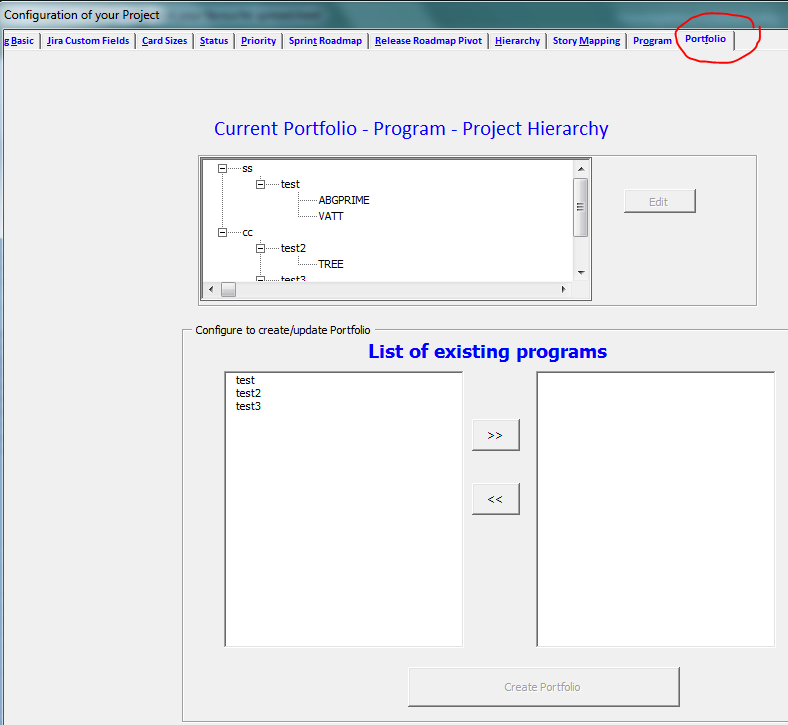 Configuration of your Project
g Basic Jira Custom Fields Card Sizes Status Priority Sprint Roadmap Release Roadmap Pivot Hierarchy Story Mapping Program Portfolio
Current Portfolio - Program - Project Hierarchy
ss
test
ABGPRIME
VATT
cc
test2
TREE
test3
Edit
Configure to create/update Portfolio
List of existing programs
test
test2
test3
>>
<<
Create Portfolio